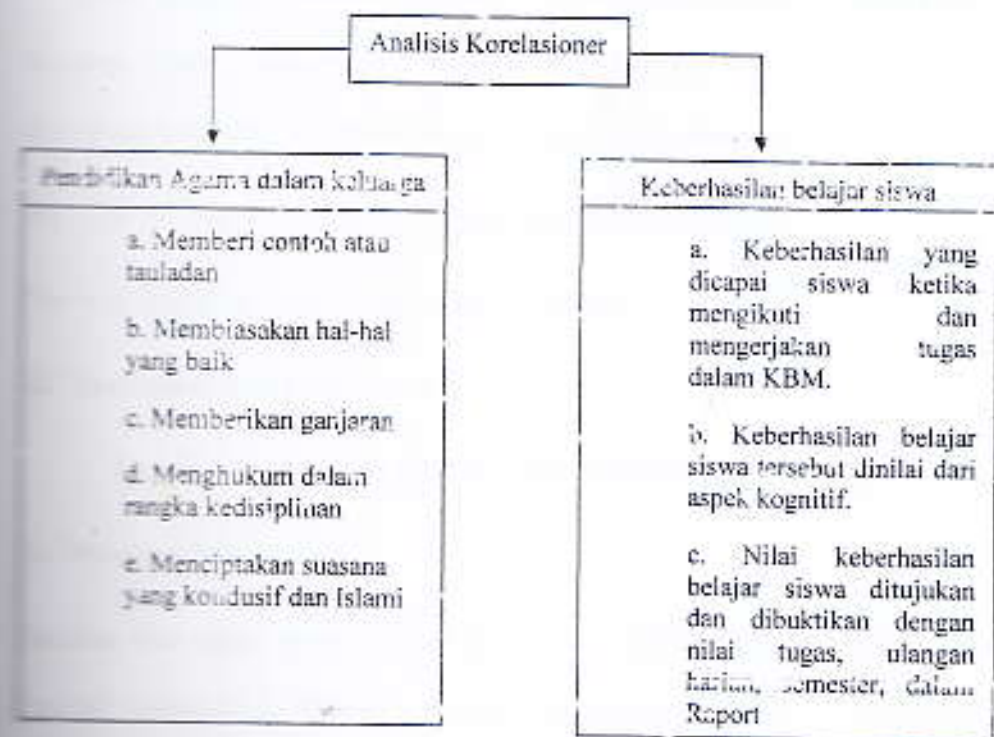 Analisis Korelasioner
Pendidikan Agama dalam keluarga
a. Memberi contoh atau
tauladan
b. Membiasakan hal-hal
yang baik
c. Memberikan ganjaran
d. Menghukum dalam
rangka kedisiplinan
e. Menciptakan suasana
yang kondusif dan Islami
Keberhasilan belajar siswa
a. Keberhasilan yang
dicapai siswa ketika
mengikuti dan
mengerjakan tugas
dalam KBM.
b. Keberhasilan belajar
siswa tersebut dinilai dari
aspek kognitif.
c. Nilai keberhasilan
belajar siswa ditujukan
dan dibuktikan dengan
nilai tugas, ulangan
harian, semester, dalam
Raport